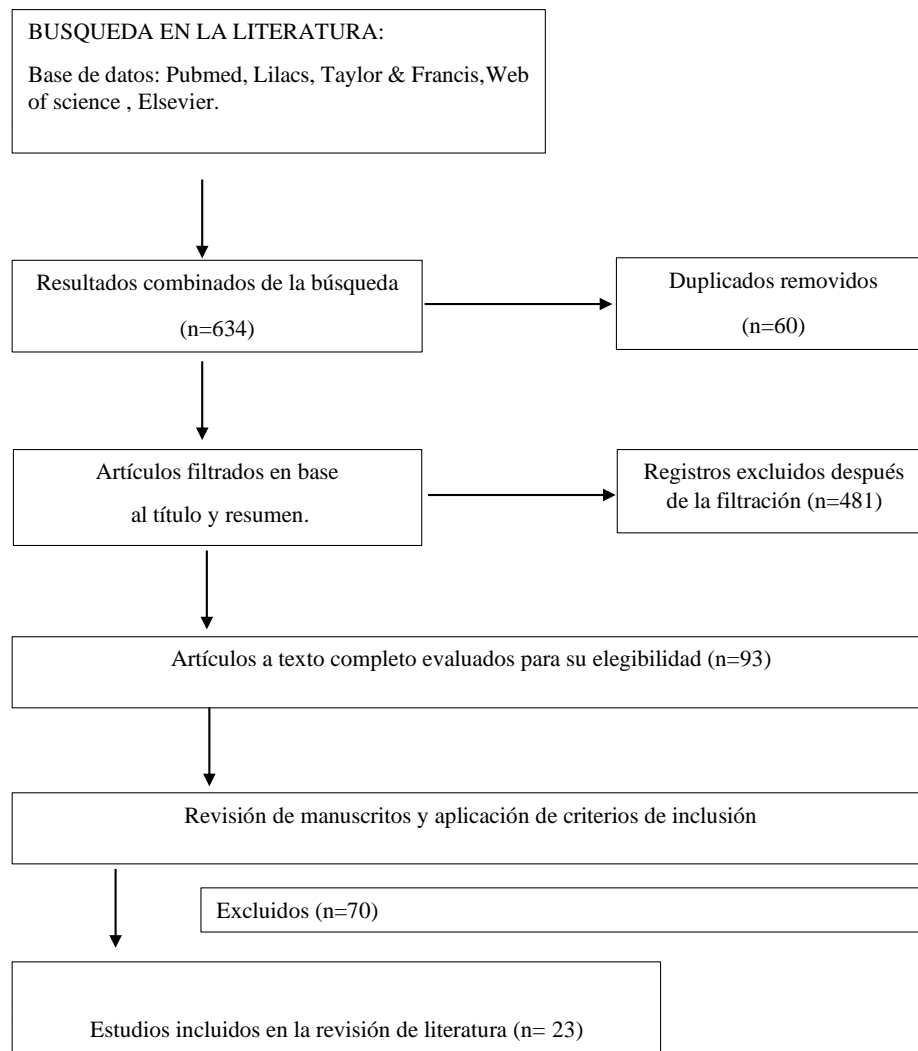 BUSQUEDA EN LA LITERATURA:
Base de datos: Pubmed, Lilacs, Taylor & Francis,Web
of science , Elsevier.
Resultados combinados de la búsqueda
(n=634)
Duplicados removidos
(n=60)
Artículos filtrados en base
al título y resumen.
Registros excluidos después
de la filtración (n=481)
Artículos a texto completo evaluados para su elegibilidad (n=93)
Revisión de manuscritos y aplicación de criterios de inclusión
Excluidos (n=70)
Estudios incluidos en la revisión de literatura (n= 23)